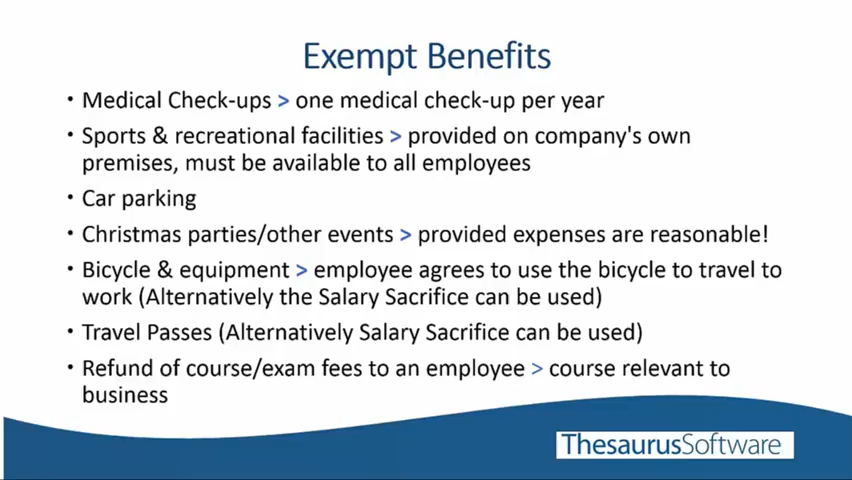 Exempt Benefits
• Medical Check-ups > one medical check-up per year
• Sports & recreational facilities > provided on company's own
premises, must be available to all employees
• Car parking
• Christmas parties/other events > provided expenses are reasonable!
• Bicycle & equipment > employee agrees to use the bicycle to travel to
work (Alternatively the Salary Sacrifice can be used)
• Travel Passes (Alternatively Salary Sacrifice can be used)
• Refund of course/exam fees to an employee > course relevant to
business
ThesaurusSoftware